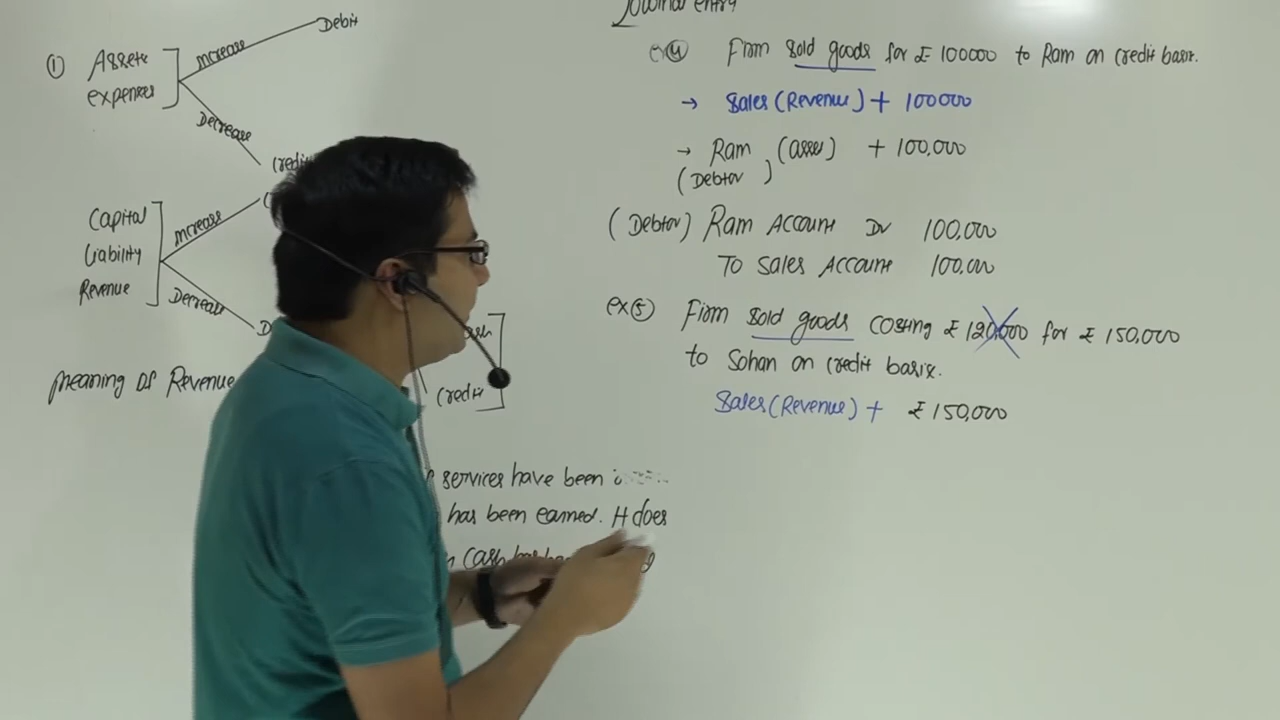 ① Assets
expenses
Increase
Debit
Decrease
Capital
Liability
Revenue
Increase
Decrease
meaning of Revenue
Credit
services have been
has been earned. It does
Cash
Journal entry
ex④ Firm sold goods for ₤ 100000 to Ram on credit basis.
→ Sales (Revenue) + 100000
→ Ram (asset) + 100,000
(Debtor)
(Debtor) Ram Account Dr 100,000
To Sales Account 100,000
ex⑤ Firm sold goods costing ₤ 120,000 for ₤ 150,000
to Sohan on credit basis.
Sales (Revenue) + ₤ 150,000